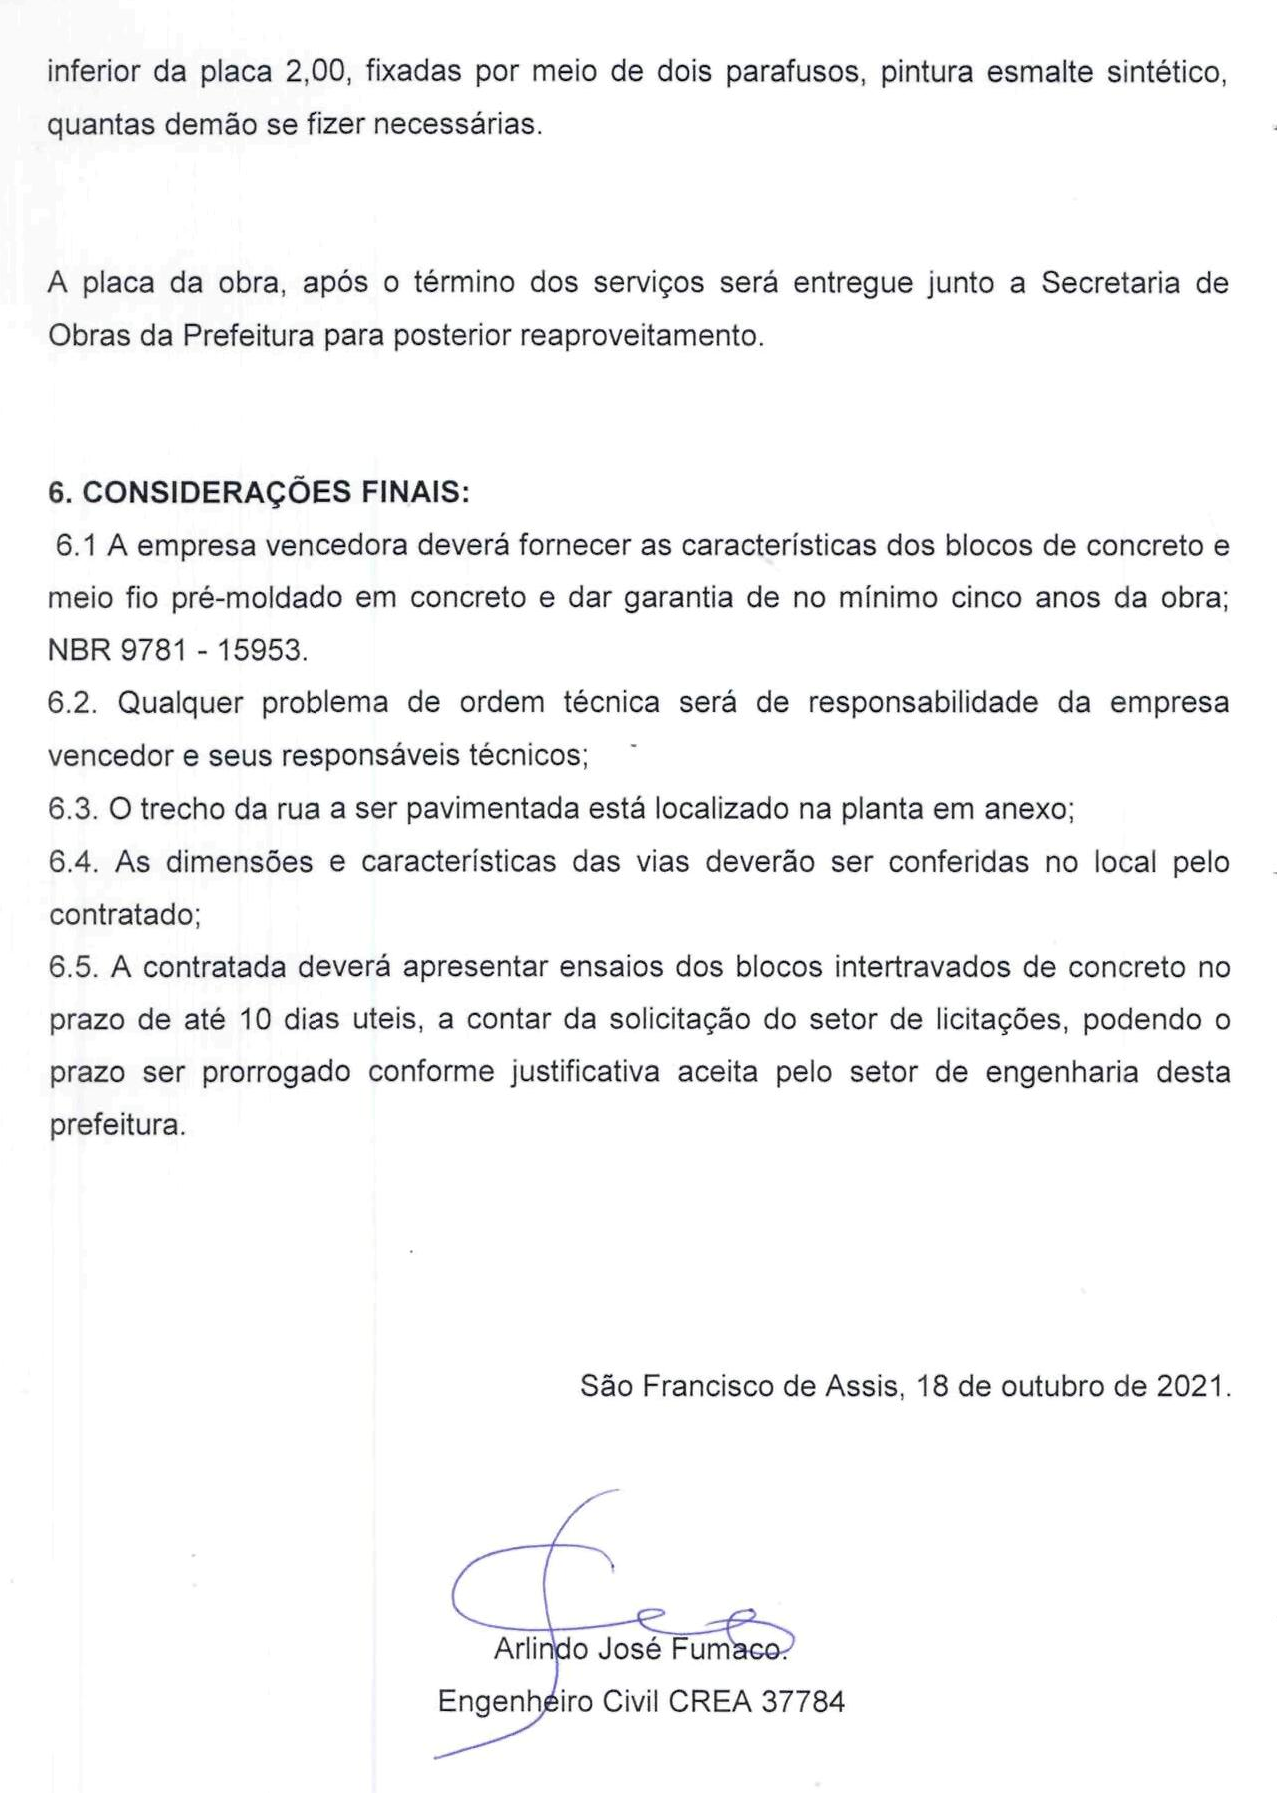 inferior da placa 2,00, fixadas por meio de dois parafusos, pintura esmalte sintético,
quantas demão se fizer necessárias.
A placa da obra, após o término dos serviços será entregue junto a Secretaria de
Obras da Prefeitura para posterior reaproveitamento.
6. CONSIDERAÇÕES FINAIS:
6.1 A empresa vencedora deverá fornecer as características dos blocos de concreto e
meio fio pré-moldado em concreto e dar garantia de no mínimo cinco anos da obra;
NBR 9781 - 15953.
6.2. Qualquer problema de ordem técnica será de responsabilidade da empresa
vencedor e seus responsáveis técnicos;
6.3. O trecho da rua a ser pavimentada está localizado na planta em anexo;
6.4. As dimensões e características das vias deverão ser conferidas no local pelo
contratado;
6.5. A contratada deverá apresentar ensaios dos blocos intertravados de concreto no
prazo de até 10 dias uteis, a contar da solicitação do setor de licitações, podendo o
prazo ser prorrogado conforme justificativa aceita pelo setor de engenharia desta
prefeitura.
São Francisco de Assis, 18 de outubro de 2021.
Arlindo José Fumaco.
Engenheiro Civil CREA 37784